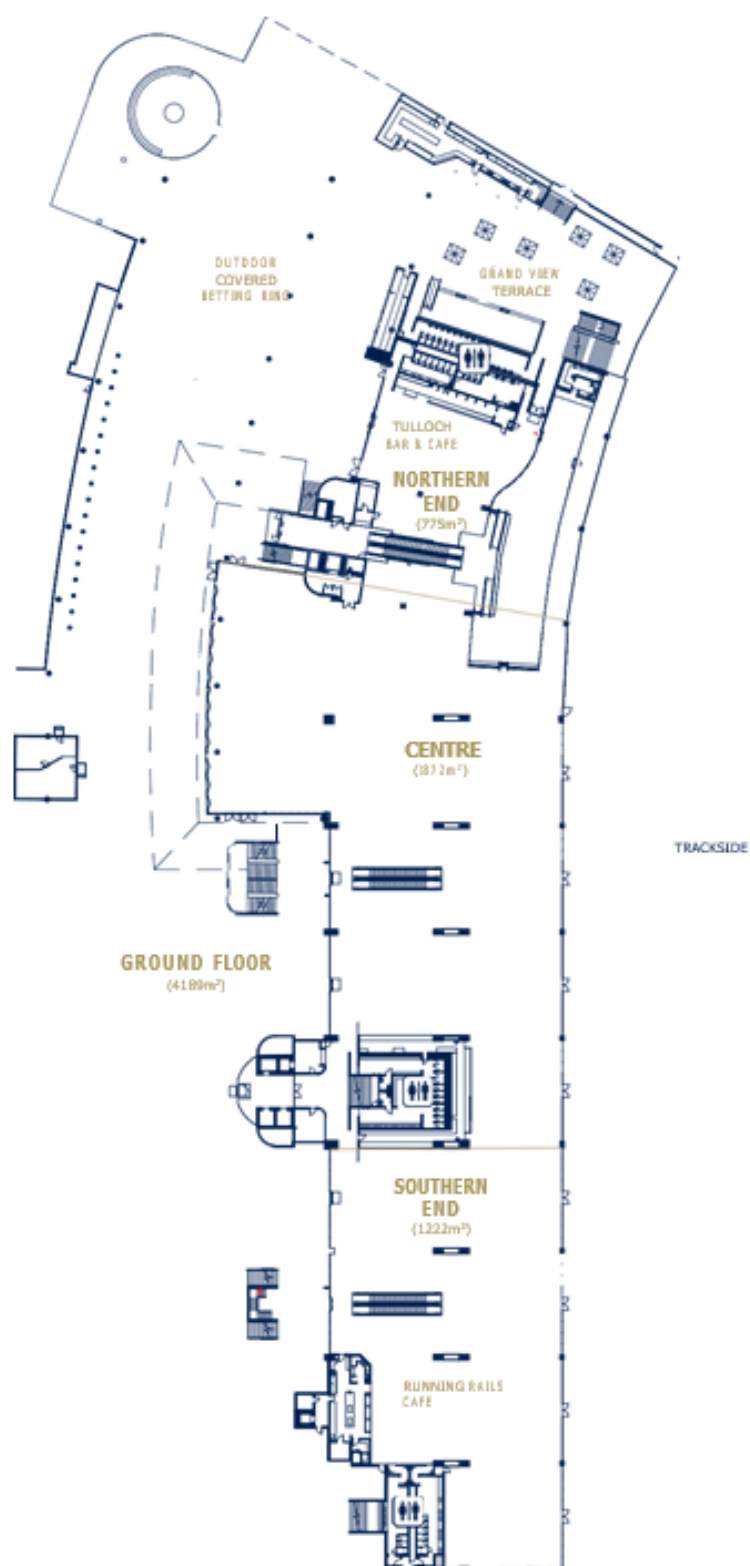 OUTDOOR
COVERED
BETTING RING
GRAND VIEW
TERRACE
TULLOCH
BAR & CAFE
NORTHERN
END
(775m²)
CENTRE
(1872m²)
TRACKSIDE
GROUND FLOOR
(4189m²)
SOUTHERN
END
(1222m²)
RUNNING RAILS
CAFE